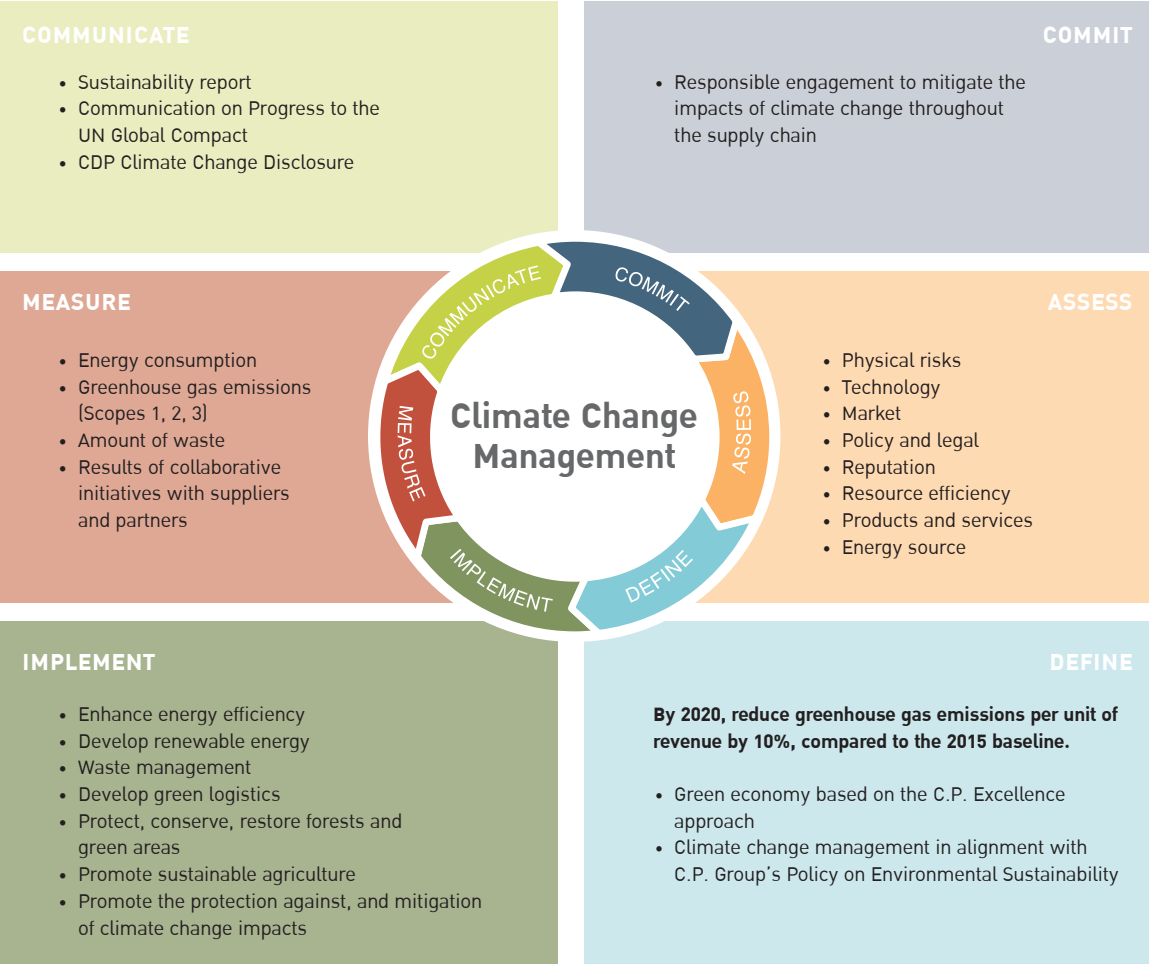 COMMUNICATE
• Sustainability report
• Communication on Progress to the
UN Global Compact
• CDP Climate Change Disclosure
COMMIT
• Responsible engagement to mitigate the
impacts of climate change throughout
the supply chain
MEASURE
• Energy consumption
• Greenhouse gas emissions
(Scopes 1, 2, 3)
• Amount of waste
• Results of collaborative
initiatives with suppliers
and partners
COMMUNICATE
COMMIT
ASSESS
DEFINE
IMPLEMENT
MEASURE
Climate Change
Management
ASSESS
• Physical risks
• Technology
• Market
• Policy and legal
• Reputation
• Resource efficiency
• Products and services
• Energy source
IMPLEMENT
• Enhance energy efficiency
• Develop renewable energy
• Waste management
• Develop green logistics
• Protect, conserve, restore forests and
green areas
• Promote sustainable agriculture
• Promote the protection against, and mitigation
of climate change impacts
DEFINE
By 2020, reduce greenhouse gas emissions per unit of
revenue by 10%, compared to the 2015 baseline.
• Green economy based on the C.P. Excellence
approach
• Climate change management in alignment with
C.P. Group's Policy on Environmental Sustainability